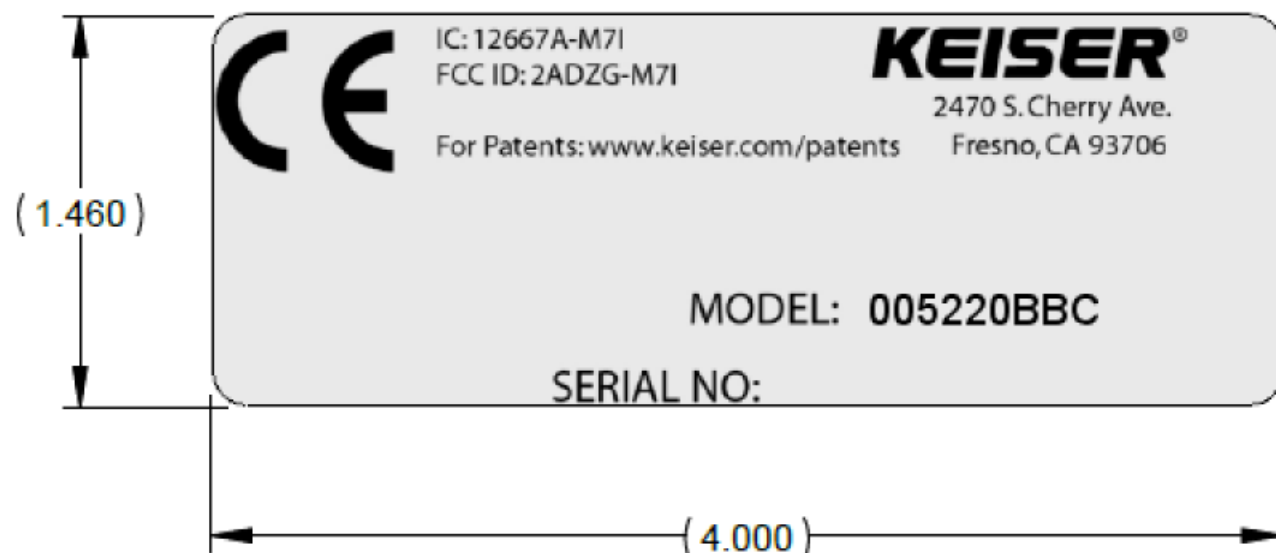 CE
IC: 12667A-M7I
FCC ID: 2ADZG-M7I
For Patents: www.keiser.com/patents
KEISER®
2470 S. Cherry Ave.
Fresno, CA 93706
(1.460)
MODEL: 005220BBC
SERIAL NO:
(4.000)